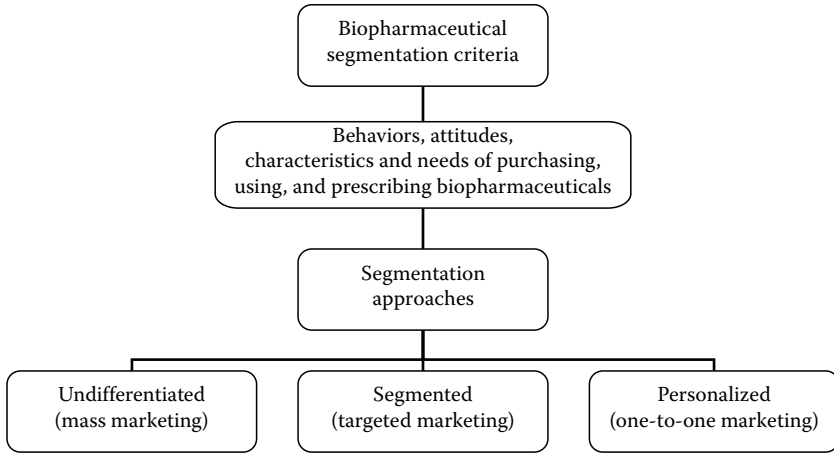 Biopharmaceutical
segmentation criteria
Behaviors, attitudes,
characteristics and needs of purchasing,
using, and prescribing biopharmaceuticals
Segmentation
approaches
Undifferentiated
(mass marketing)
Segmented
(targeted marketing)
Personalized
(one-to-one marketing)